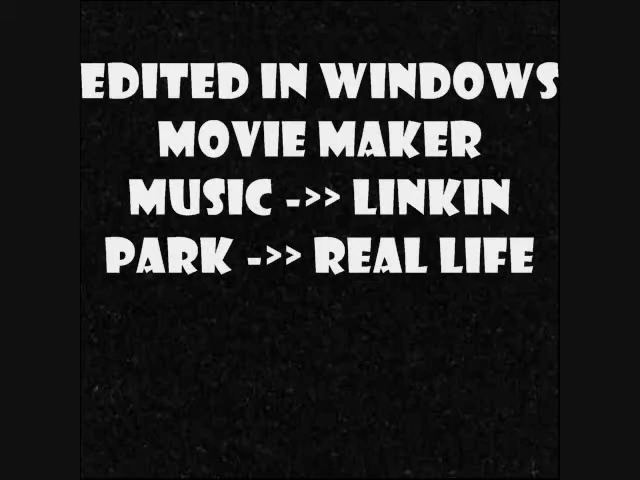 EDITED IN WINDOWS
MOVIE MAKER
MUSIC ->> LINKIN
PARK ->> REAL LIFE